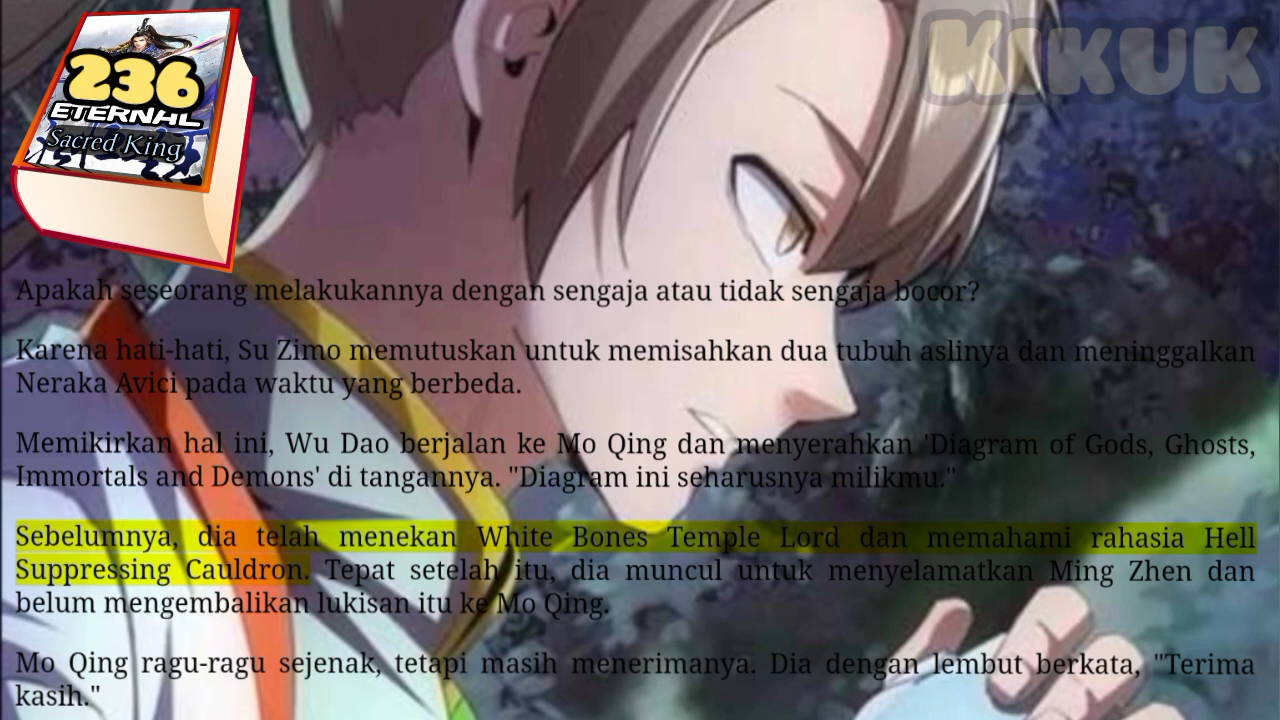 236
ETERNAL
Sacred King
KIKUK
Apakah seseorang melakukannya dengan sengaja atau tidak sengaja bocor?
Karena hati-hati, Su Zimo memutuskan untuk memisahkan dua tubuh aslinya dan meninggalkan
Neraka Avici pada waktu yang berbeda.
Memikirkan hal ini, Wu Dao berjalan ke Mo Qing dan menyerahkan 'Diagram of Gods, Ghosts,
Immortals and Demons' di tangannya. "Diagram ini seharusnya milikmu."
Sebelumnya, dia telah menekan White Bones Temple Lord dan memahami rahasia Hell
Suppressing Cauldron. Tepat setelah itu, dia muncul untuk menyelamatkan Ming Zhen dan
belum mengembalikan lukisan itu ke Mo Qing.
Mo Qing ragu-ragu sejenak, tetapi masih menerimanya. Dia dengan lembut berkata, "Terima
kasih."